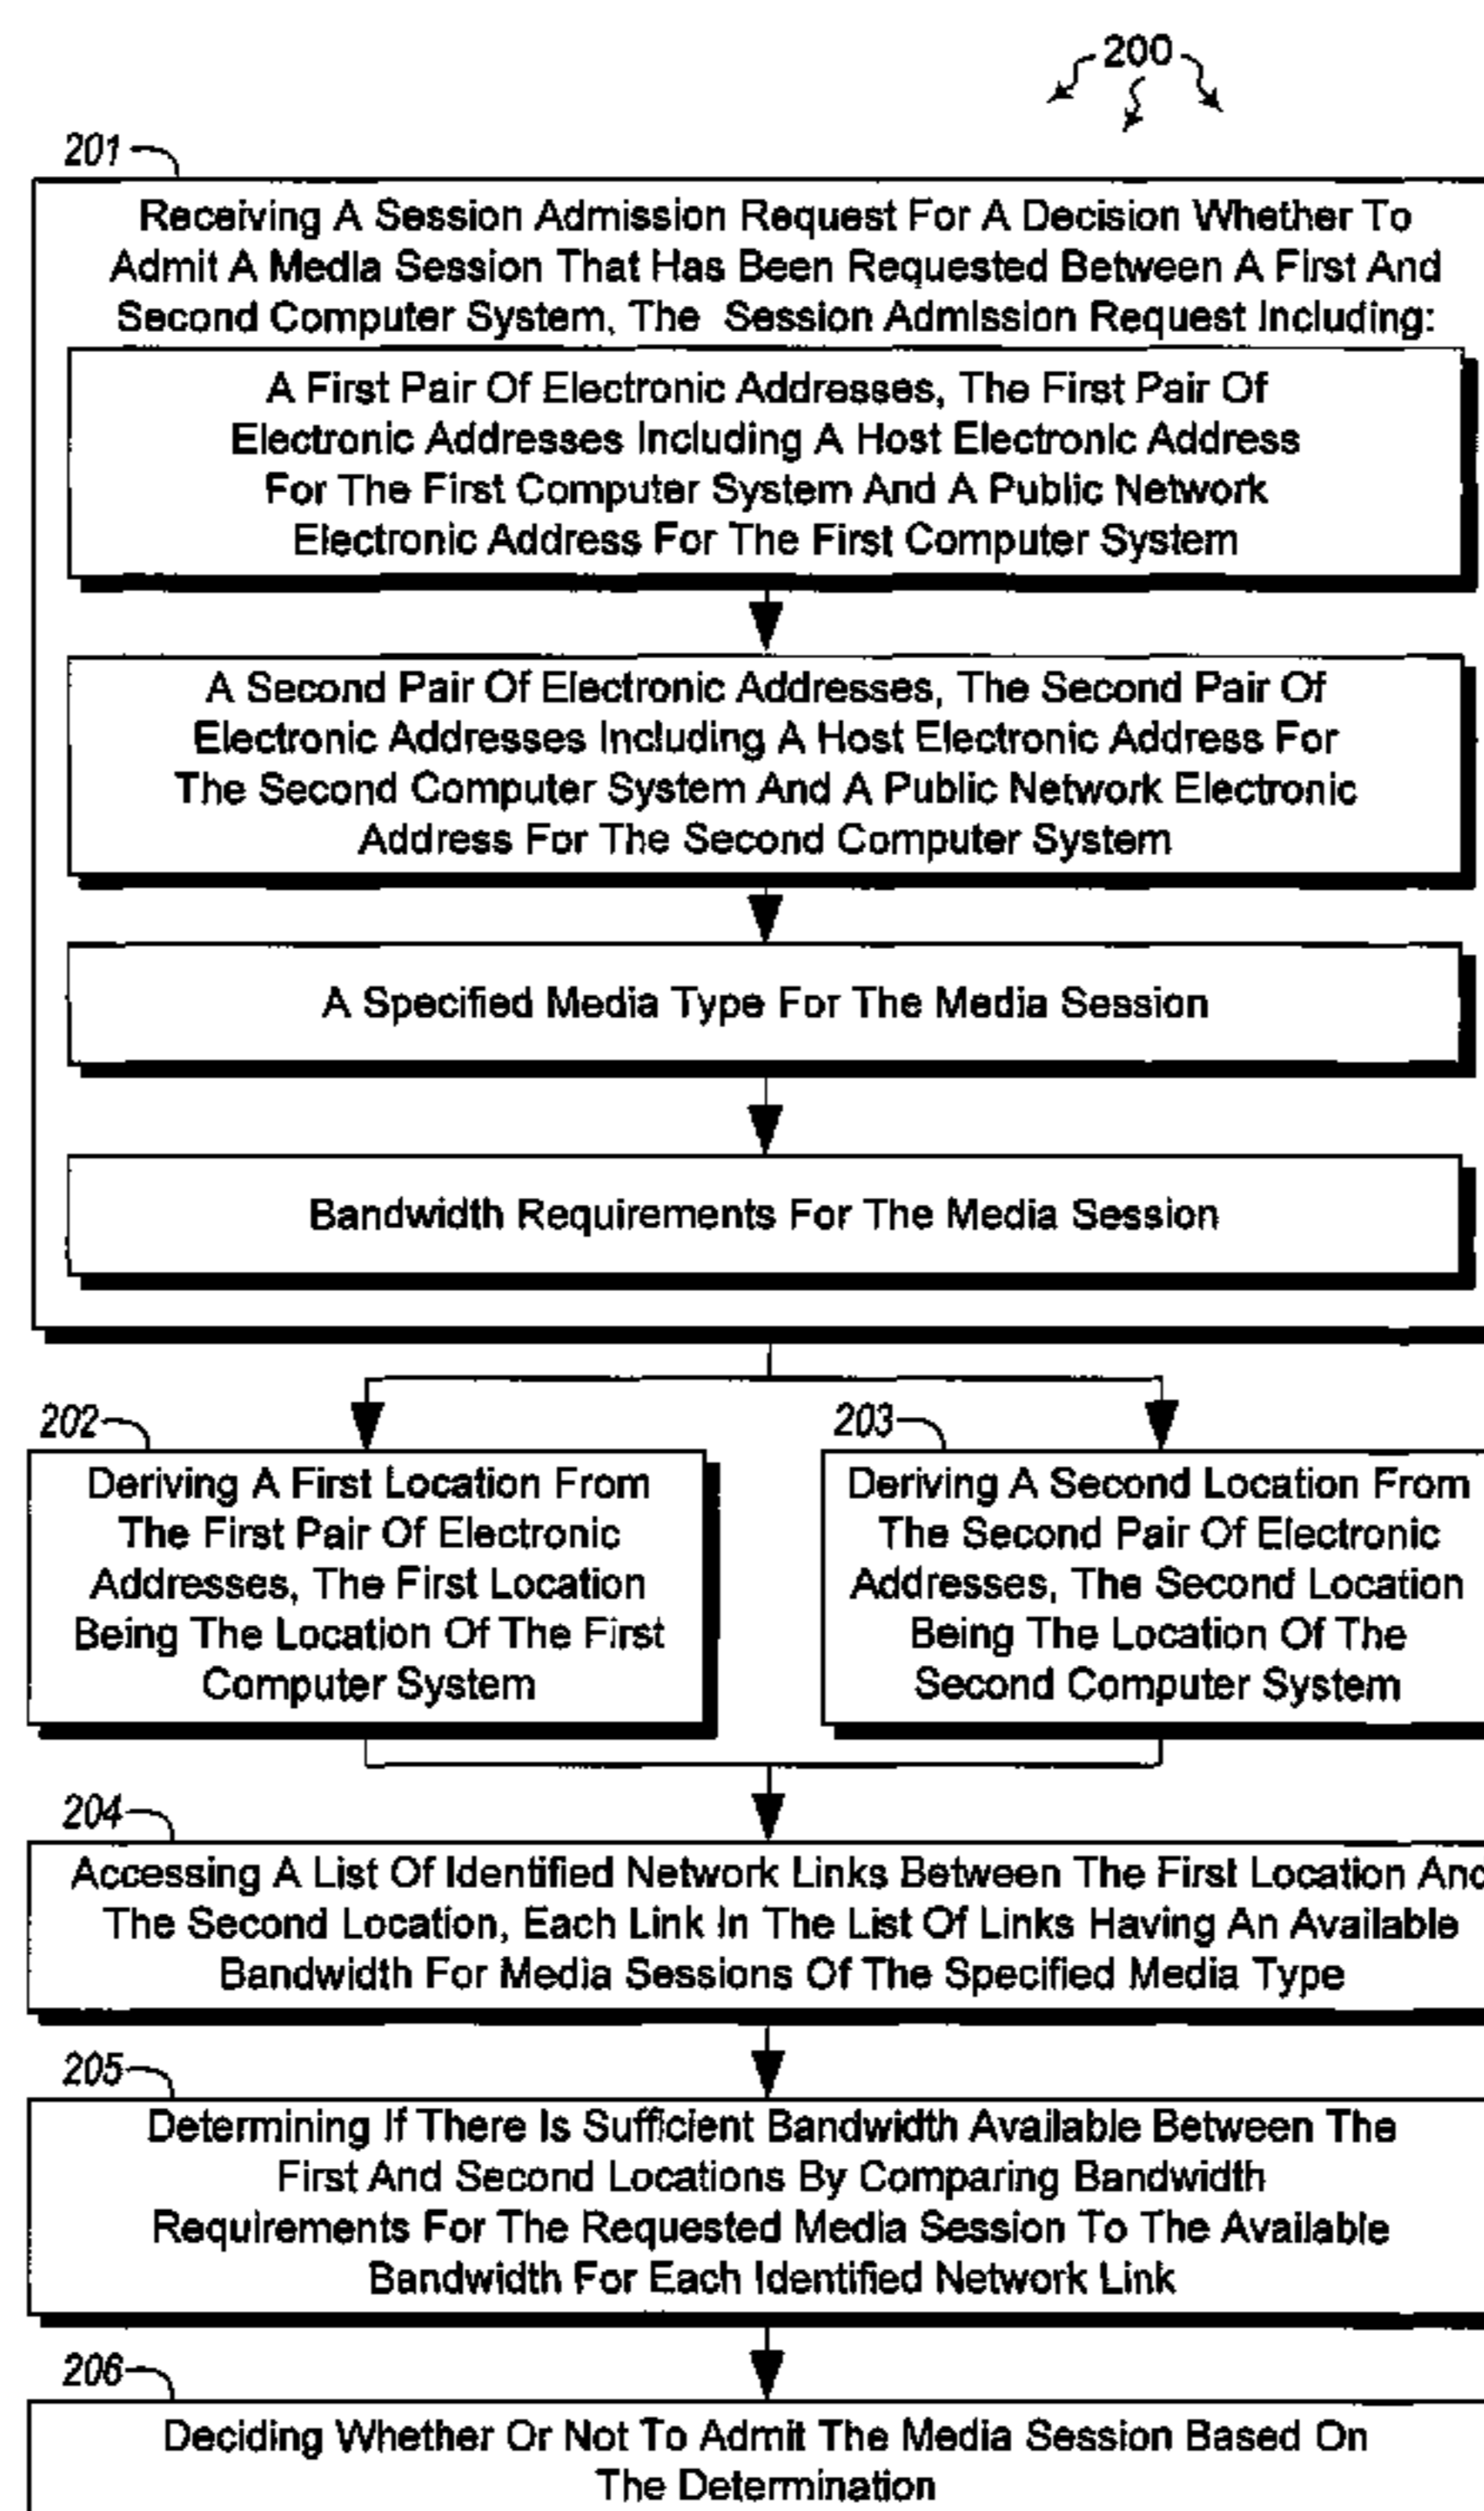 200
201
Receiving A Session Admission Request For A Decision Whether To
Admit A Media Session That Has Been Requested Between A First And
Second Computer System, The Session Admission Request Including:
A First Pair Of Electronic Addresses, The First Pair Of
Electronic Addresses Including A Host Electronic Address
For The First Computer System And A Public Network
Electronic Address For The First Computer System
A Second Pair Of Electronic Addresses, The Second Pair Of
Electronic Addresses Including A Host Electronic Address For
The Second Computer System And A Public Network Electronic
Address For The Second Computer System
A Specified Media Type For The Media Session
Bandwidth Requirements For The Media Session
202
Deriving A First Location From
The First Pair Of Electronic
Addresses, The First Location
Being The Location Of The First
Computer System
203
Deriving A Second Location From
The Second Pair Of Electronic
Addresses, The Second Location
Being The Location Of The
Second Computer System
204
Accessing A List Of Identified Network Links Between The First Location And
The Second Location, Each Link In The List Of Links Having An Available
Bandwidth For Media Sessions Of The Specified Media Type
205
Determining If There Is Sufficient Bandwidth Available Between The
First And Second Locations By Comparing Bandwidth
Requirements For The Requested Media Session To The Available
Bandwidth For Each Identified Network Link
206
Deciding Whether Or Not To Admit The Media Session Based On
The Determination